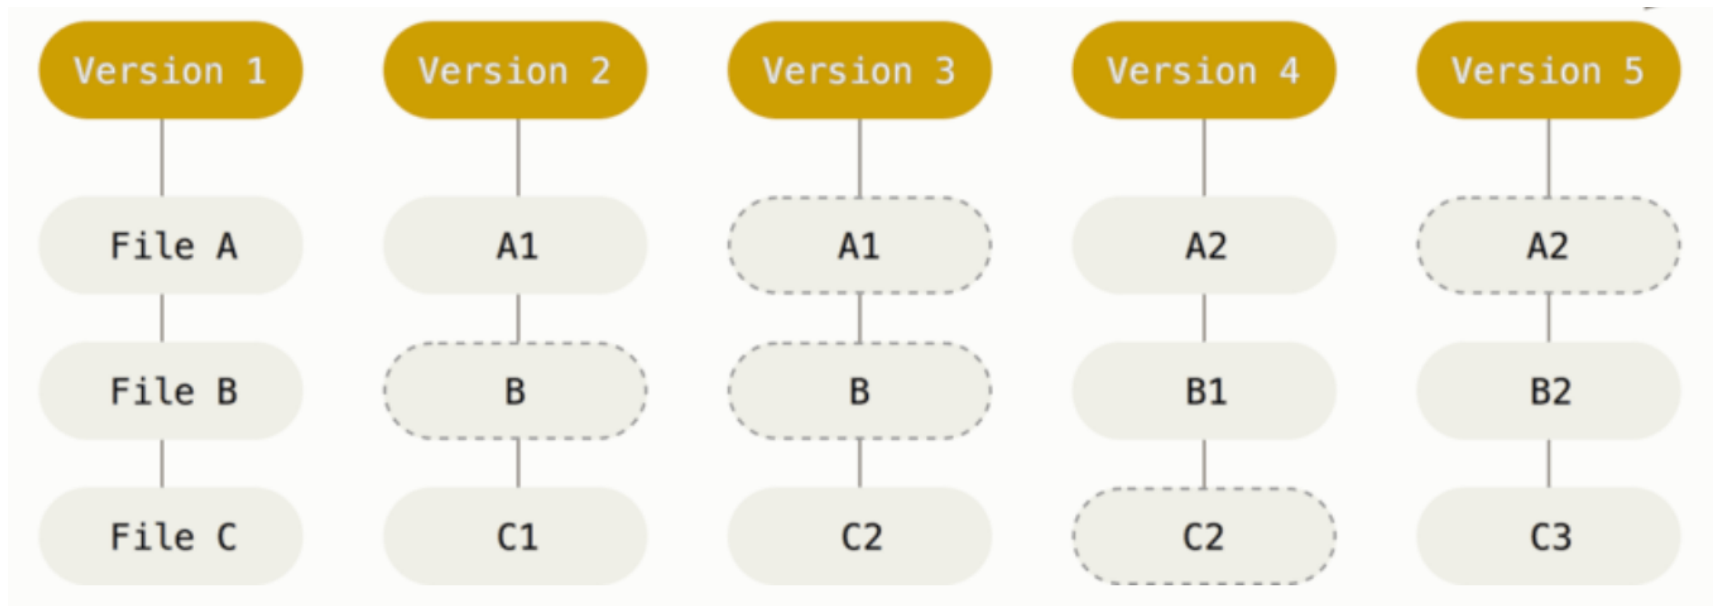 Version 1 Version 2 Version 3 Version 4 Version 5
File A A1 A1 A2 A2
File B B B B1 B2
File C C1 C2 C2 C3